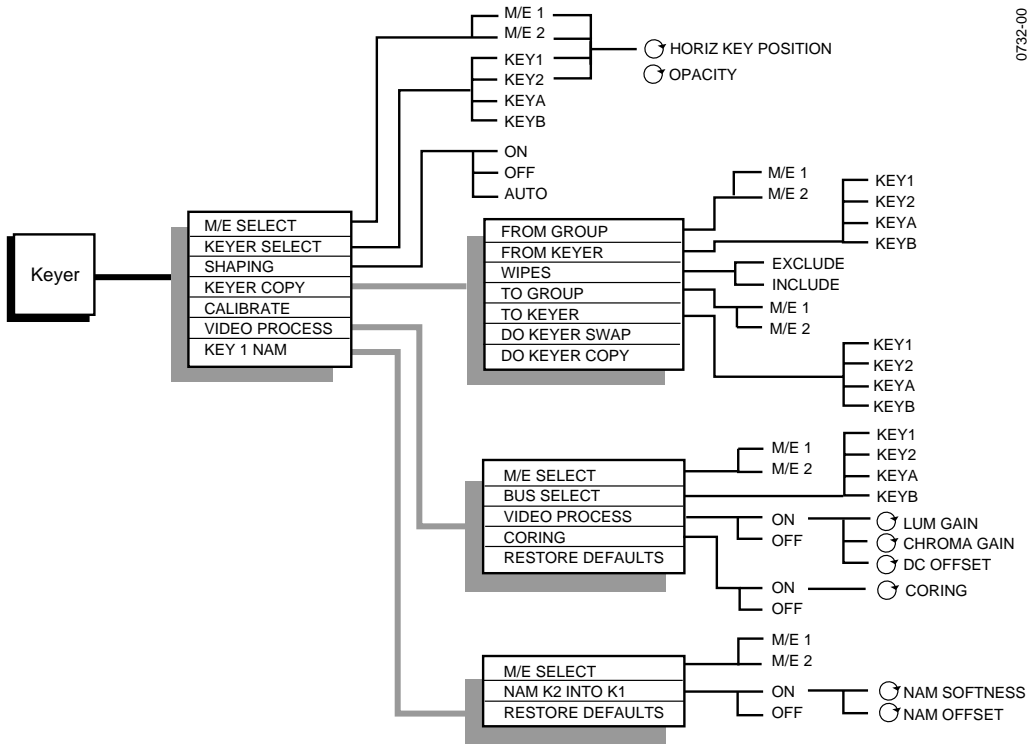 0732-00
M/E 1
M/E 2
KEY1
KEY2
KEYA
KEYB
HORIZ KEY POSITION
OPACITY
ON
OFF
AUTO
Keyer
M/E SELECT
KEYER SELECT
SHAPING
KEYER COPY
CALIBRATE
VIDEO PROCESS
KEY 1 NAM
FROM GROUP
FROM KEYER
WIPES
TO GROUP
TO KEYER
DO KEYER SWAP
DO KEYER COPY
M/E 1
M/E 2
KEY1
KEY2
KEYA
KEYB
EXCLUDE
INCLUDE
M/E 1
M/E 2
KEY1
KEY2
KEYA
KEYB
M/E SELECT
BUS SELECT
VIDEO PROCESS
CORING
RESTORE DEFAULTS
M/E 1
M/E 2
KEY1
KEY2
KEYA
KEYB
ON
OFF
LUM GAIN
CHROMA GAIN
DC OFFSET
ON
OFF
CORING
M/E SELECT
NAM K2 INTO K1
RESTORE DEFAULTS
M/E 1
M/E 2
ON
OFF
NAM SOFTNESS
NAM OFFSET